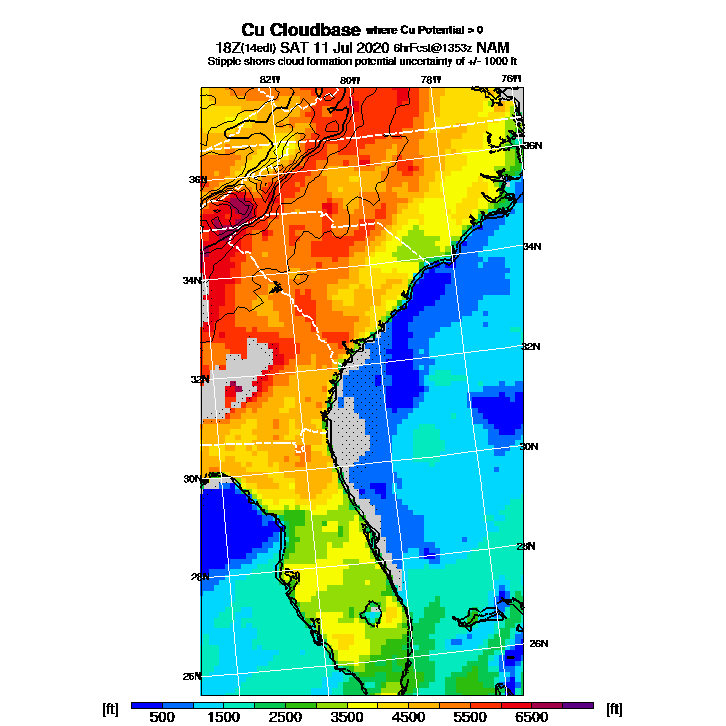 Cu Cloudbase where Cu Potential > 0
18Z(14edt) SAT 11 Jul 2020 6hrFcst@1353z NAM
Stipple shows cloud formation potential uncertainty of +/- 1000 ft
82W 80W 78W 76W
36N
36N
34N
34N
32N
32N
30N
30N
28N
28N
26N
26N
[ft] 500 1500 2500 3500 4500 5500 6500 [ft]